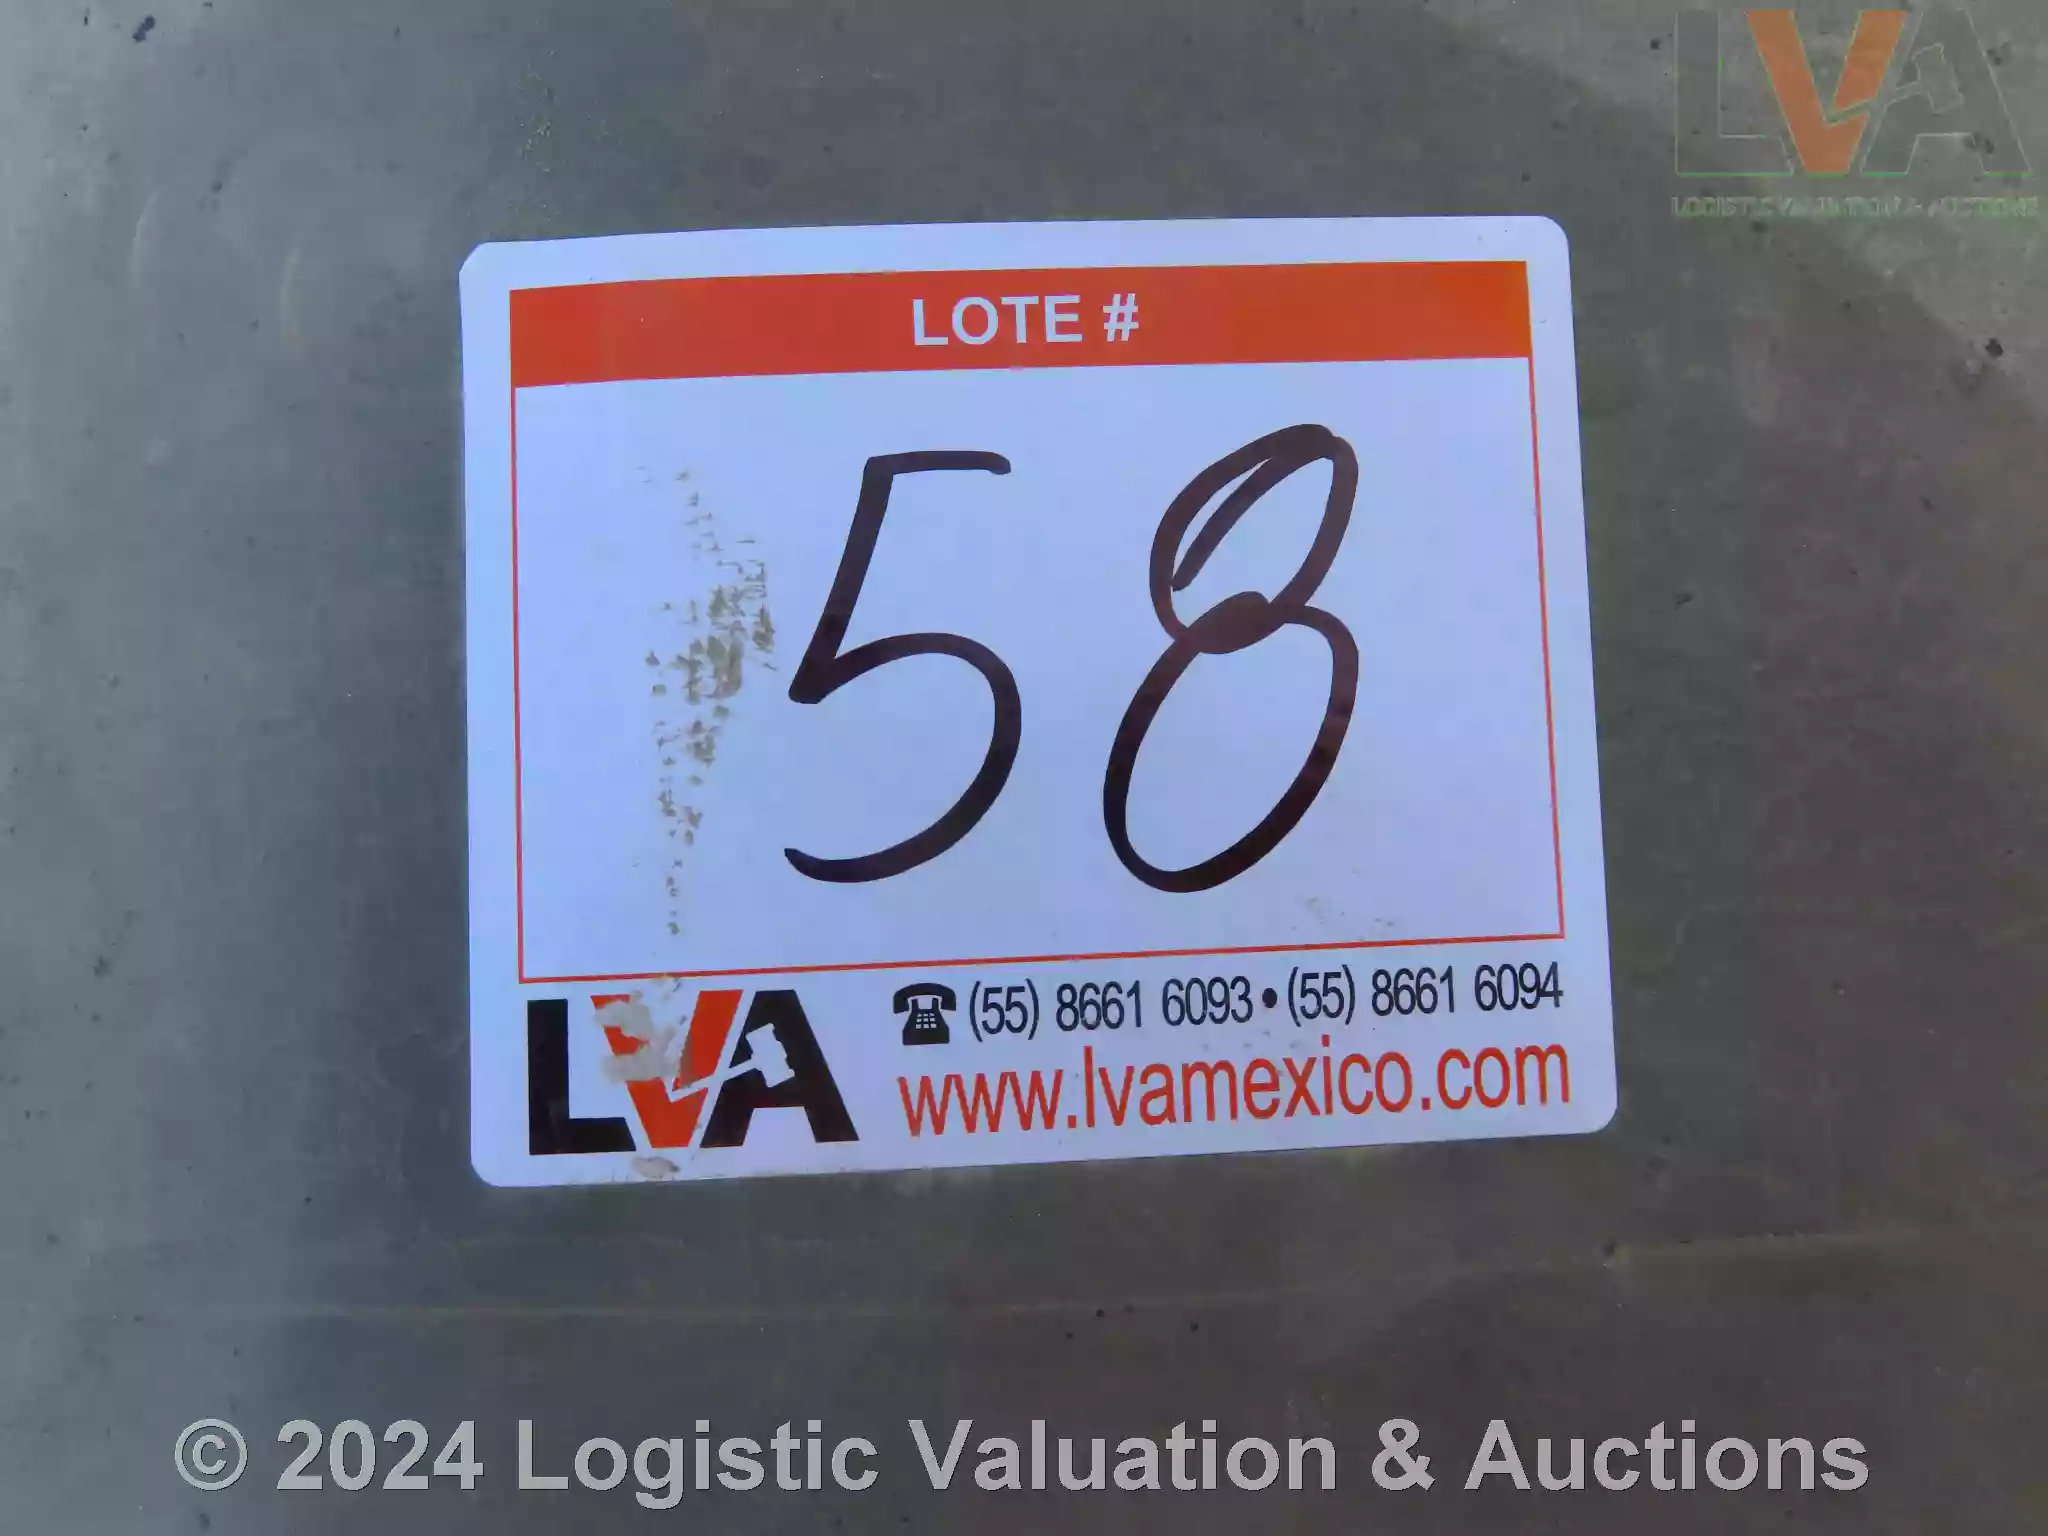 LVA
LOGISTIC VALUATION & AUCTIONS
LOTE #
58
LVA
(55) 8661 6093 • (55) 8661 6094
www.lvamexico.com
© 2024 Logistic Valuation & Auctions